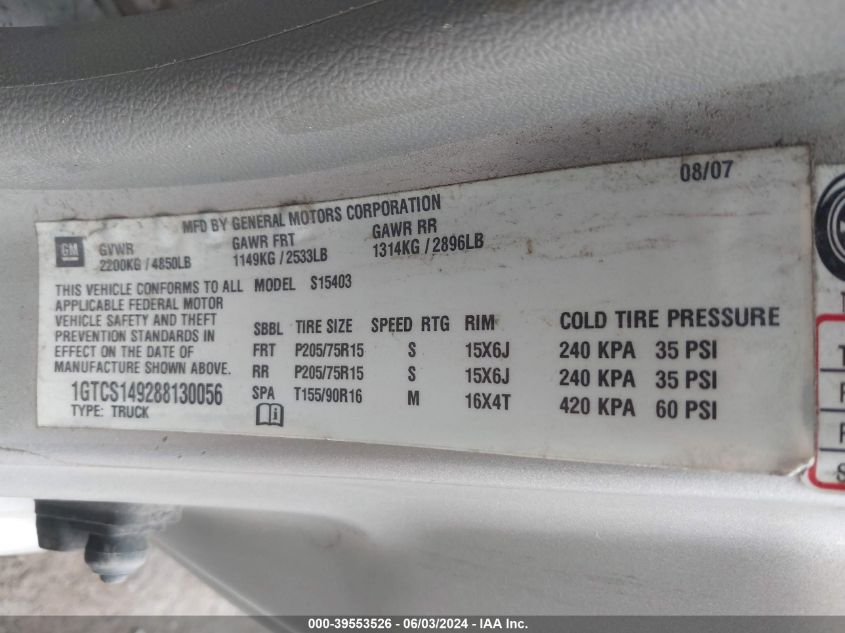 08/07
MFD BY GENERAL MOTORS CORPORATION
GM GVWR GAWR FRT GAWR RR
2200KG / 4850LB 1149KG / 2533LB 1314KG / 2896LB
THIS VEHICLE CONFORMS TO ALL MODEL S15403
APPLICABLE FEDERAL MOTOR
VEHICLE SAFETY AND THEFT
PREVENTION STANDARDS IN
EFFECT ON THE DATE OF
MANUFACTURE SHOWN ABOVE.
1GTCS149288130056
TYPE: TRUCK
SBBL TIRE SIZE SPEED RTG RIM COLD TIRE PRESSURE
FRT P205/75R15 S 15X6J 240 KPA 35 PSI
RR P205/75R15 S 15X6J 240 KPA 35 PSI
SPA T155/90R16 M 16X4T 420 KPA 60 PSI
000-39553526 - 06/03/2024 - IAA Inc.